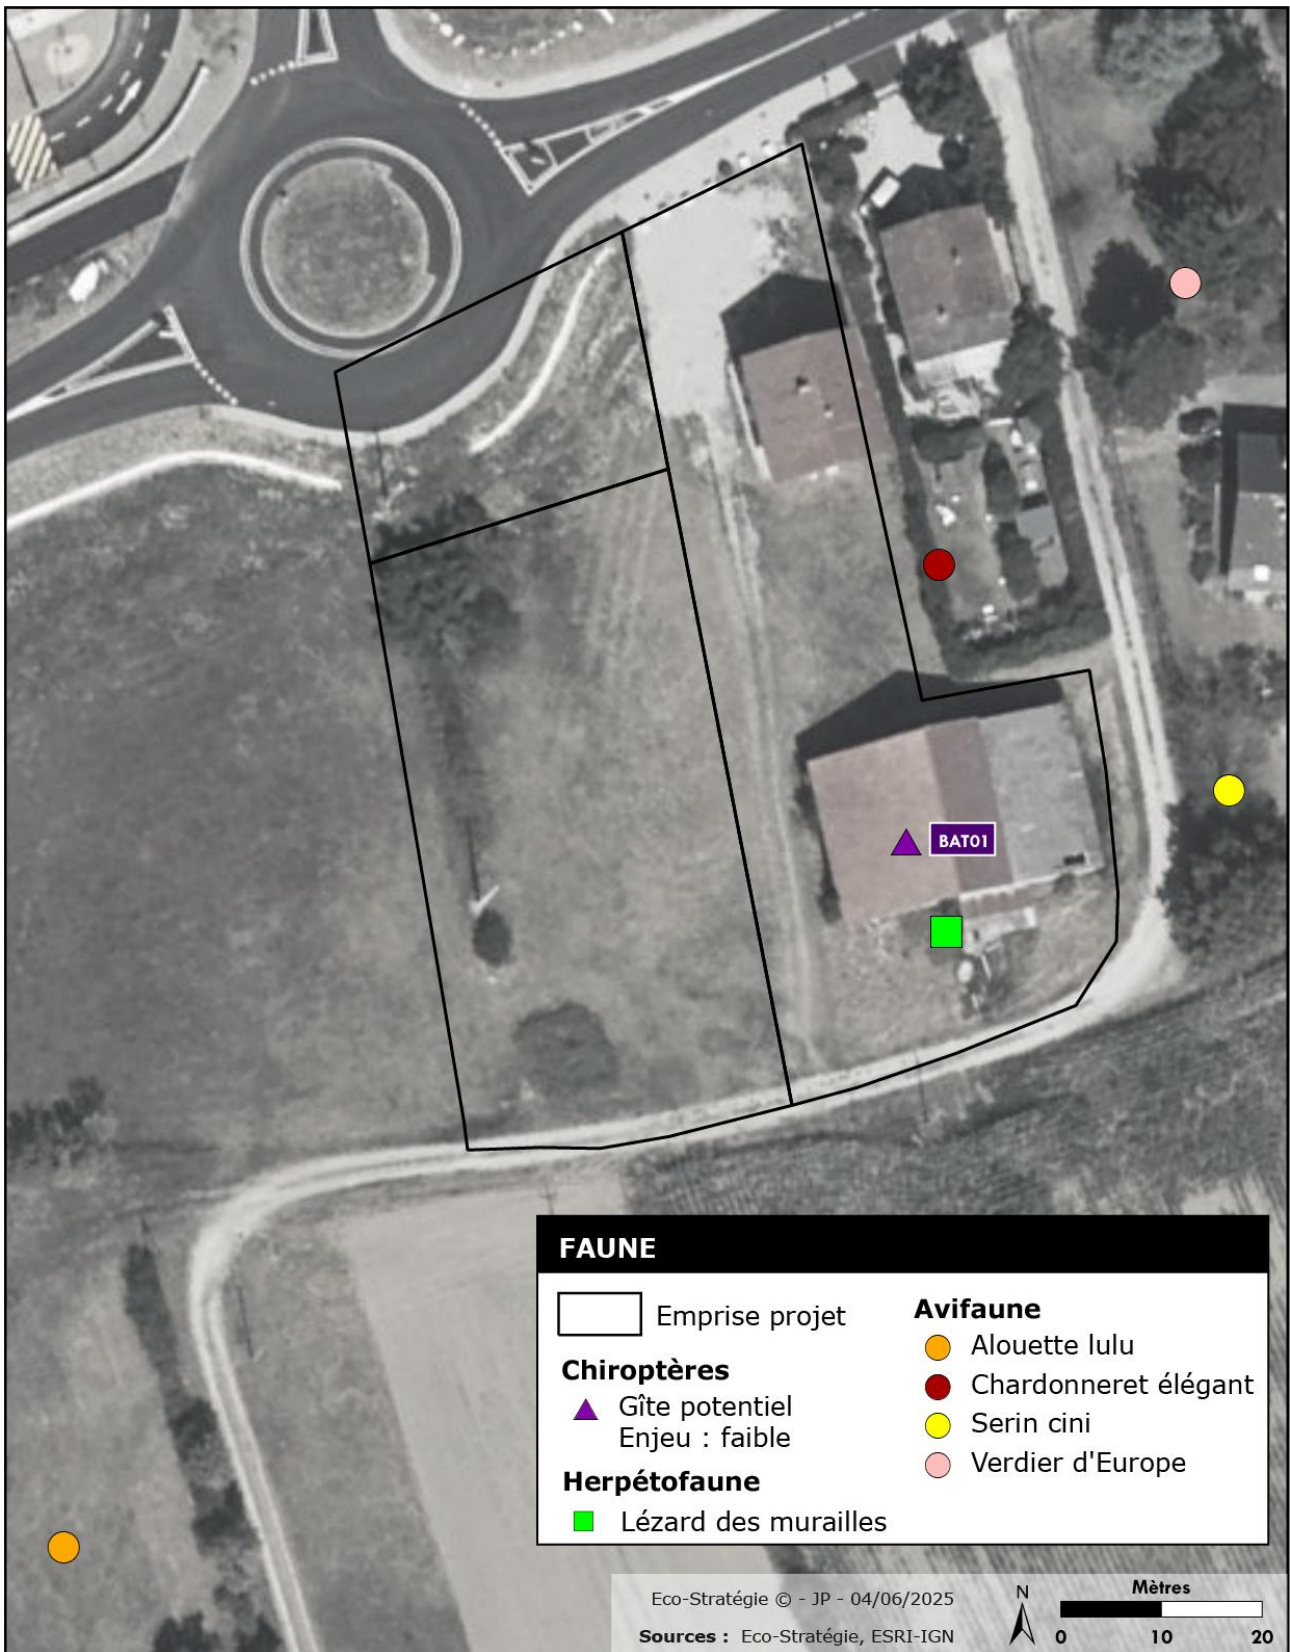 BAT01
FAUNE
Emprise projet
Chiroptères
Gîte potentiel
Enjeu : faible
Herpétofaune
Lézard des murailles
Avifaune
Alouette lulu
Chardonneret élégant
Serin cini
Verdier d'Europe
Eco-Stratégie © - JP - 04/06/2025
Sources : Eco-Stratégie, ESRI-IGN
N
Mètres
0 10 20